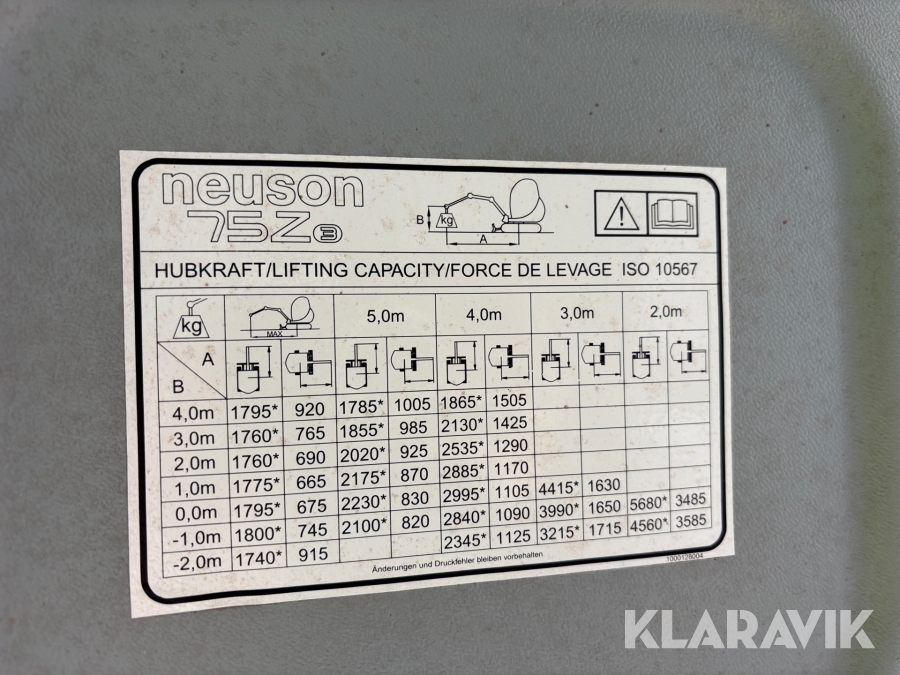 neuson
75Z3
B kg
A
HUBKRAFT/LIFTING CAPACITY/FORCE DE LEVAGE ISO 10567
kg MAX 5,0m 4,0m 3,0m 2,0m
A
B
4,0m 1795* 920 1785* 1005 1865* 1505
3,0m 1760* 765 1855* 985 2130* 1425
2,0m 1760* 690 2020* 925 2535* 1290
1,0m 1775* 665 2175* 870 2885* 1170
0,0m 1795* 675 2230* 830 2995* 1105 4415* 1630
-1,0m 1800* 745 2100* 820 2840* 1090 3990* 1650 5680* 3485
-2,0m 1740* 915 2345* 1125 3215* 1715 4560* 3585
Änderungen und Druckfehler bleiben vorbehalten. 1000128004
KLARAVIK